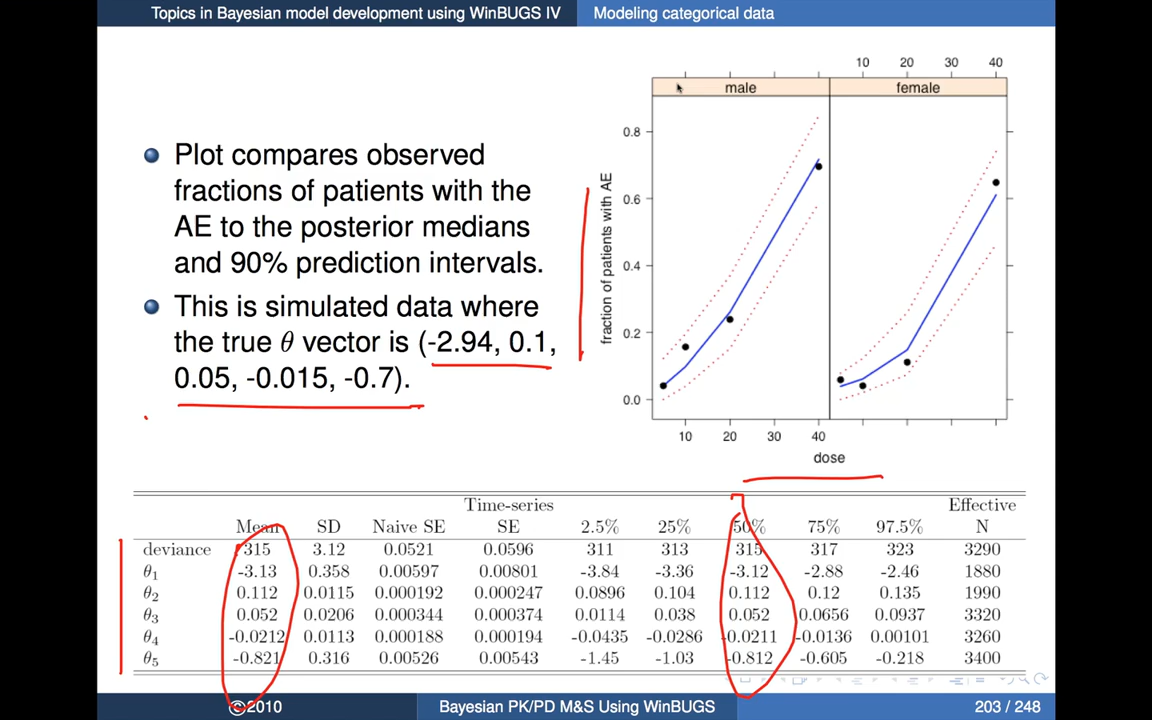 Topics in Bayesian model development using WinBUGS IV Modeling categorical data
Plot compares observed
fractions of patients with the
AE to the posterior medians
and 90% prediction intervals.
This is simulated data where
the true θ vector is (-2.94, 0.1,
0.05, -0.015, -0.7).
10 20 30 40
male female
fraction of patients with AE
0.8
0.6
0.4
0.2
0.0
10 20 30 40
dose
Time-series Effective
Mean SD Naive SE SE 2.5% 25% 50% 75% 97.5% N
deviance 315 3.12 0.0521 0.0596 311 313 315 317 323 3290
θ1 -3.13 0.358 0.00597 0.00801 -3.84 -3.36 -3.12 -2.88 -2.46 1880
θ2 0.112 0.0115 0.000192 0.000247 0.0896 0.104 0.112 0.12 0.135 1990
θ3 0.052 0.0206 0.000344 0.000374 0.0114 0.038 0.052 0.0656 0.0937 3320
θ4 -0.0212 0.0113 0.000188 0.000194 -0.0435 -0.0286 -0.0211 -0.0136 0.00101 3260
θ5 -0.821 0.316 0.00526 0.00543 -1.45 -1.03 -0.812 -0.605 -0.218 3400
©2010 Bayesian PK/PD M&S Using WinBUGS 203 / 248